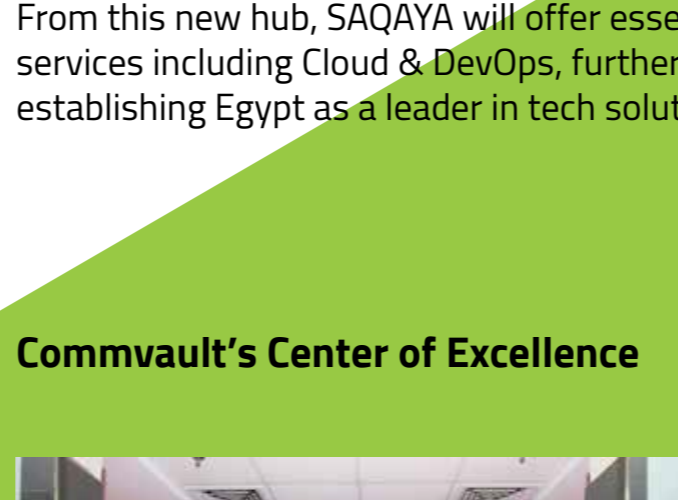 From this new hub, SAQAYA will offer
services including Cloud & DevOps, further
establishing Egypt as a leader in tech
Commvault’s Center of Excellence